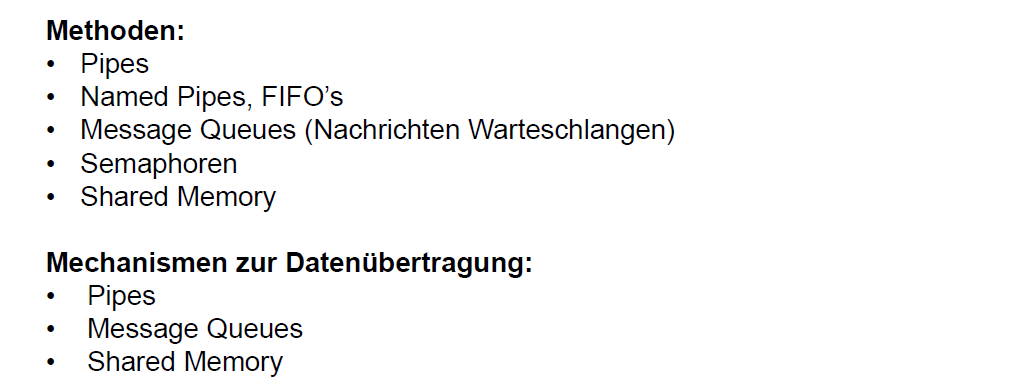 Methoden:
• Pipes
• Named Pipes, FIFO’s
• Message Queues (Nachrichten Warteschlangen)
• Semaphoren
• Shared Memory
Mechanismen zur Datenübertragung:
• Pipes
• Message Queues
• Shared Memory